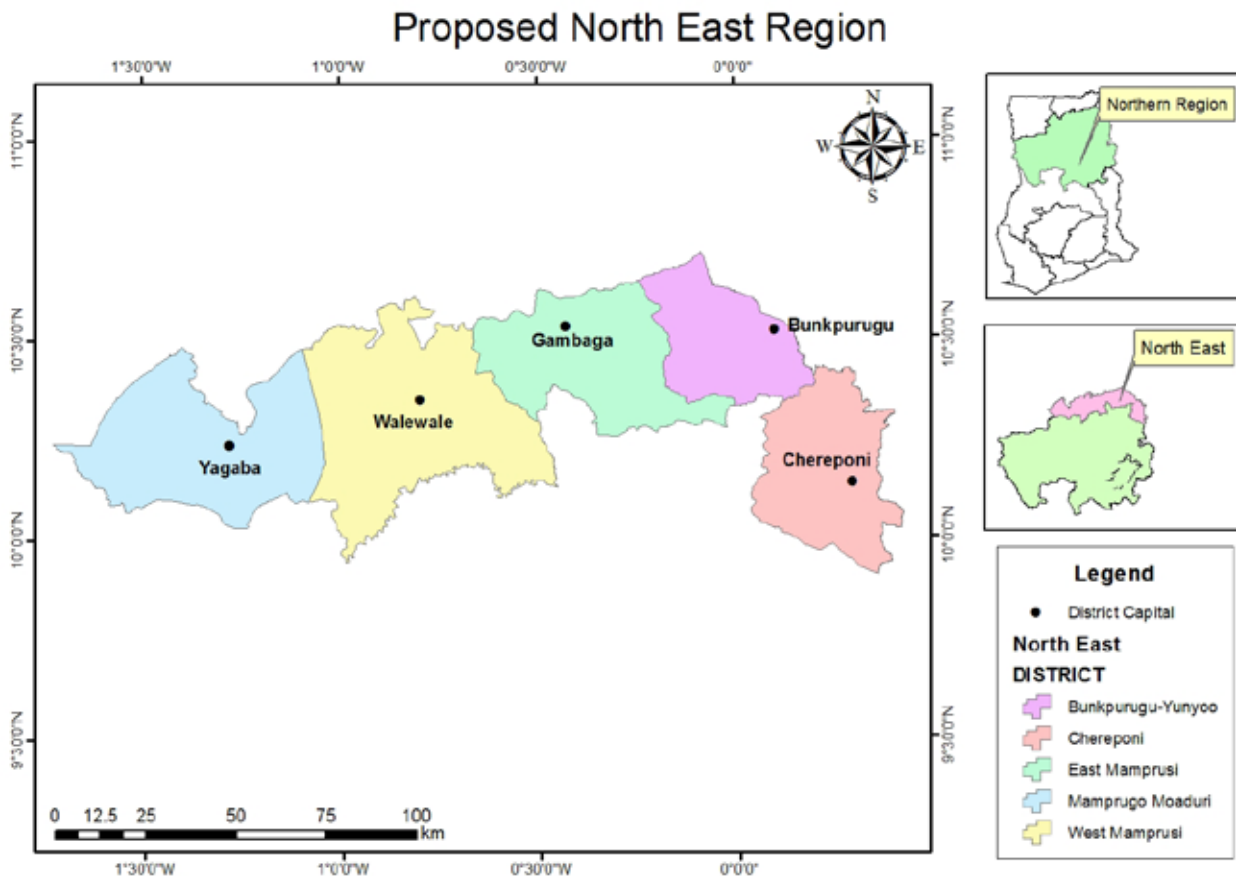 Proposed North East Region
1°30'0"W
1°0'0"W
0°30'0"W
0°0'0"
11°0'0"N
11°0'0"N
N
W
E
S
10°30'0"N
10°30'0"N
Bunkpurugu
Gambaga
Walewale
Yagaba
Chereponi
10°0'0"N
10°0'0"N
9°30'0"N
9°30'0"N
0 12.5 25 50 75 100
km
1°30'0"W
1°0'0"W
0°30'0"W
0°0'0"
Northern Region
North East
Legend
District Capital
North East
DISTRICT
Bunkpurugu-Yunyoo
Chereponi
East Mamprusi
Mamprugo Moaduri
West Mamprusi